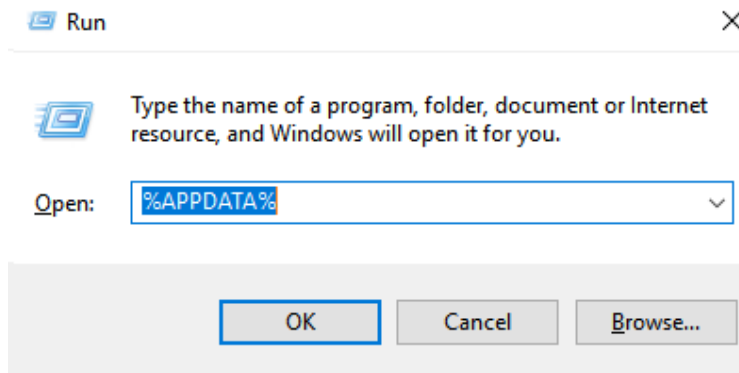 Run
Type the name of a program, folder, document or Internet
resource, and Windows will open it for you.
Open: %APPDATA%
OK Cancel Browse...